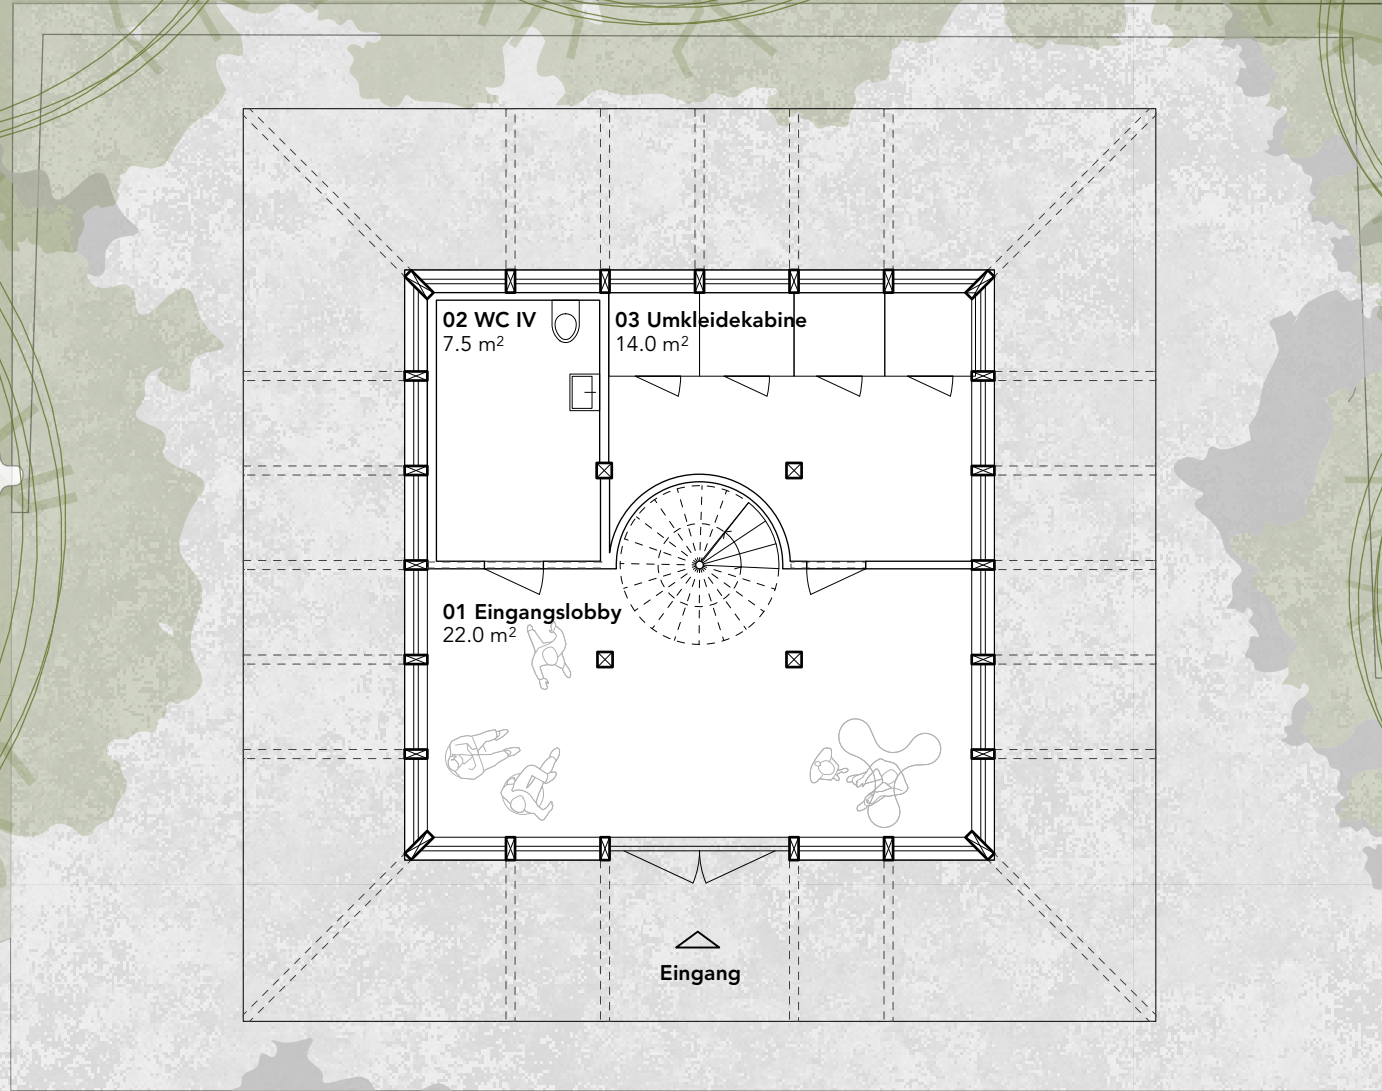 02 WC IV
7.5 m²
03 Umkleidekabine
14.0 m²
01 Eingangslobby
22.0 m²
Eingang